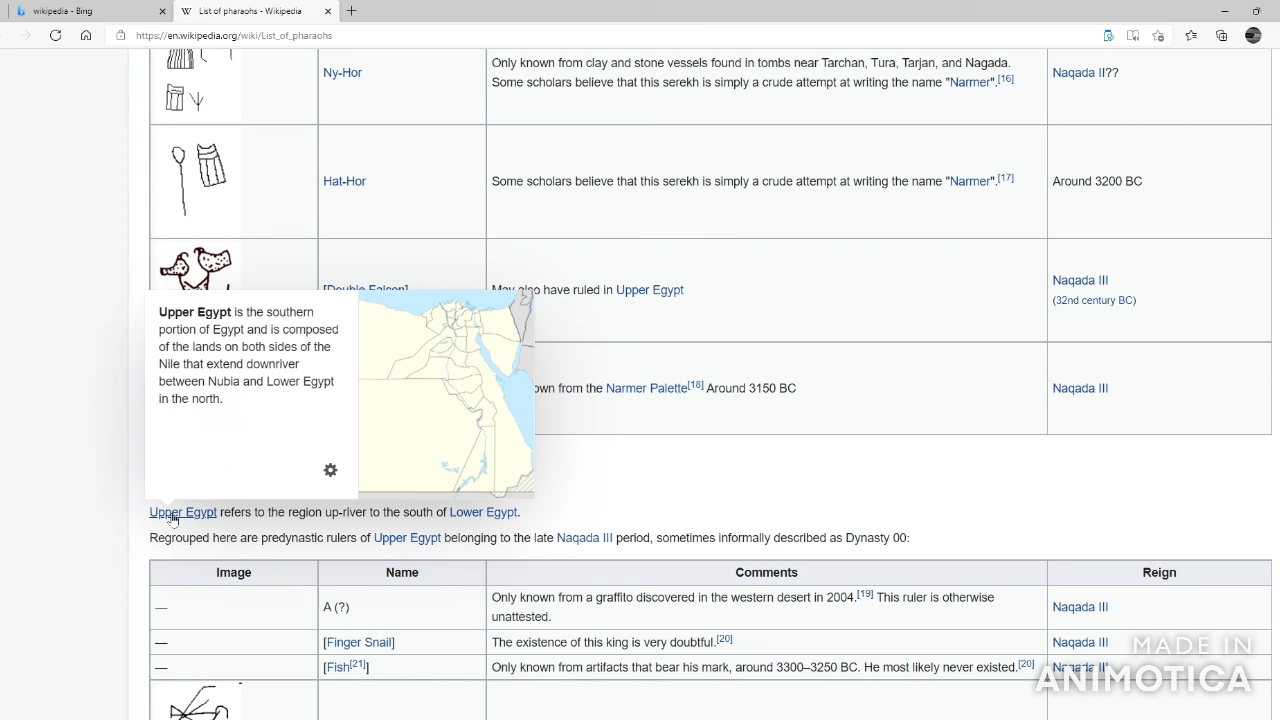 wikipedia - Bing
List of pharaohs - Wikipedia
https://en.wikipedia.org/wiki/List_of_pharaohs
Ny-Hor
Only known from clay and stone vessels found in tombs near Tarchan, Tura, Tarjan, and Nagada.
Some scholars believe that this serekh is simply a crude attempt at writing the name "Narmer".[16]
Naqada II??
Hat-Hor
Some scholars believe that this serekh is simply a crude attempt at writing the name "Narmer".[17]
Around 3200 BC
[Double Falcon]
May also have ruled in Upper Egypt
Naqada III
(32nd century BC)
Upper Egypt is the southern
portion of Egypt and is composed
of the lands on both sides of the
Nile that extend downriver
between Nubia and Lower Egypt
in the north.
from the Narmer Palette[18] Around 3150 BC
Naqada III
Upper Egypt refers to the region up-river to the south of Lower Egypt.
Regrouped here are predynastic rulers of Upper Egypt belonging to the late Naqada III period, sometimes informally described as Dynasty 00:
Image
Name
Comments
Reign
—
A (?)
Only known from a graffito discovered in the western desert in 2004.[19] This ruler is otherwise
unattested.
Naqada III
—
[Finger Snail]
The existence of this king is very doubtful.[20]
Naqada III
—
[Fish[21]]
Only known from artifacts that bear his mark, around 3300–3250 BC. He most likely never existed.[20]
Naqada III
MADE IN
ANIMOTICA